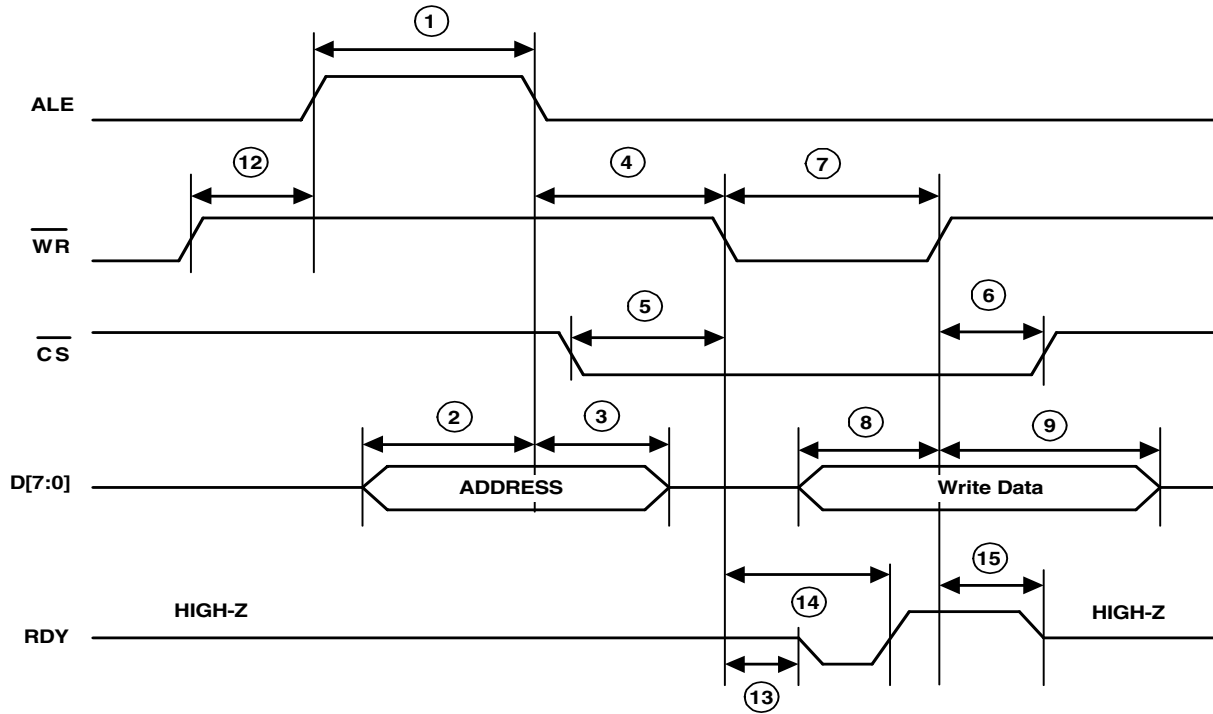 1
ALE
12
4
7
WR
5
6
CS
2
3
8
9
D[7:0]
ADDRESS
Write Data
15
14
HIGH-Z
HIGH-Z
RDY
13